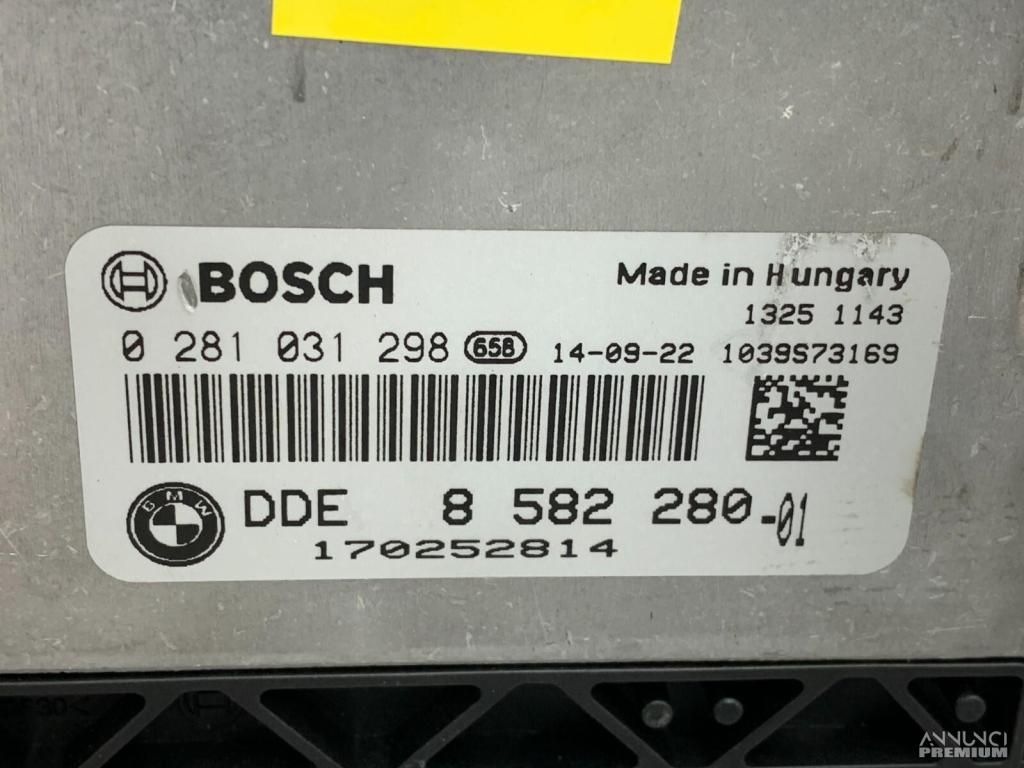 BOSCH
Made in Hungary
1325 1143
0 281 031 298 658 14-09-22 1039S73169
BMW DDE 8 582 280-01
170252814
ANNUNCI
PREMIUM